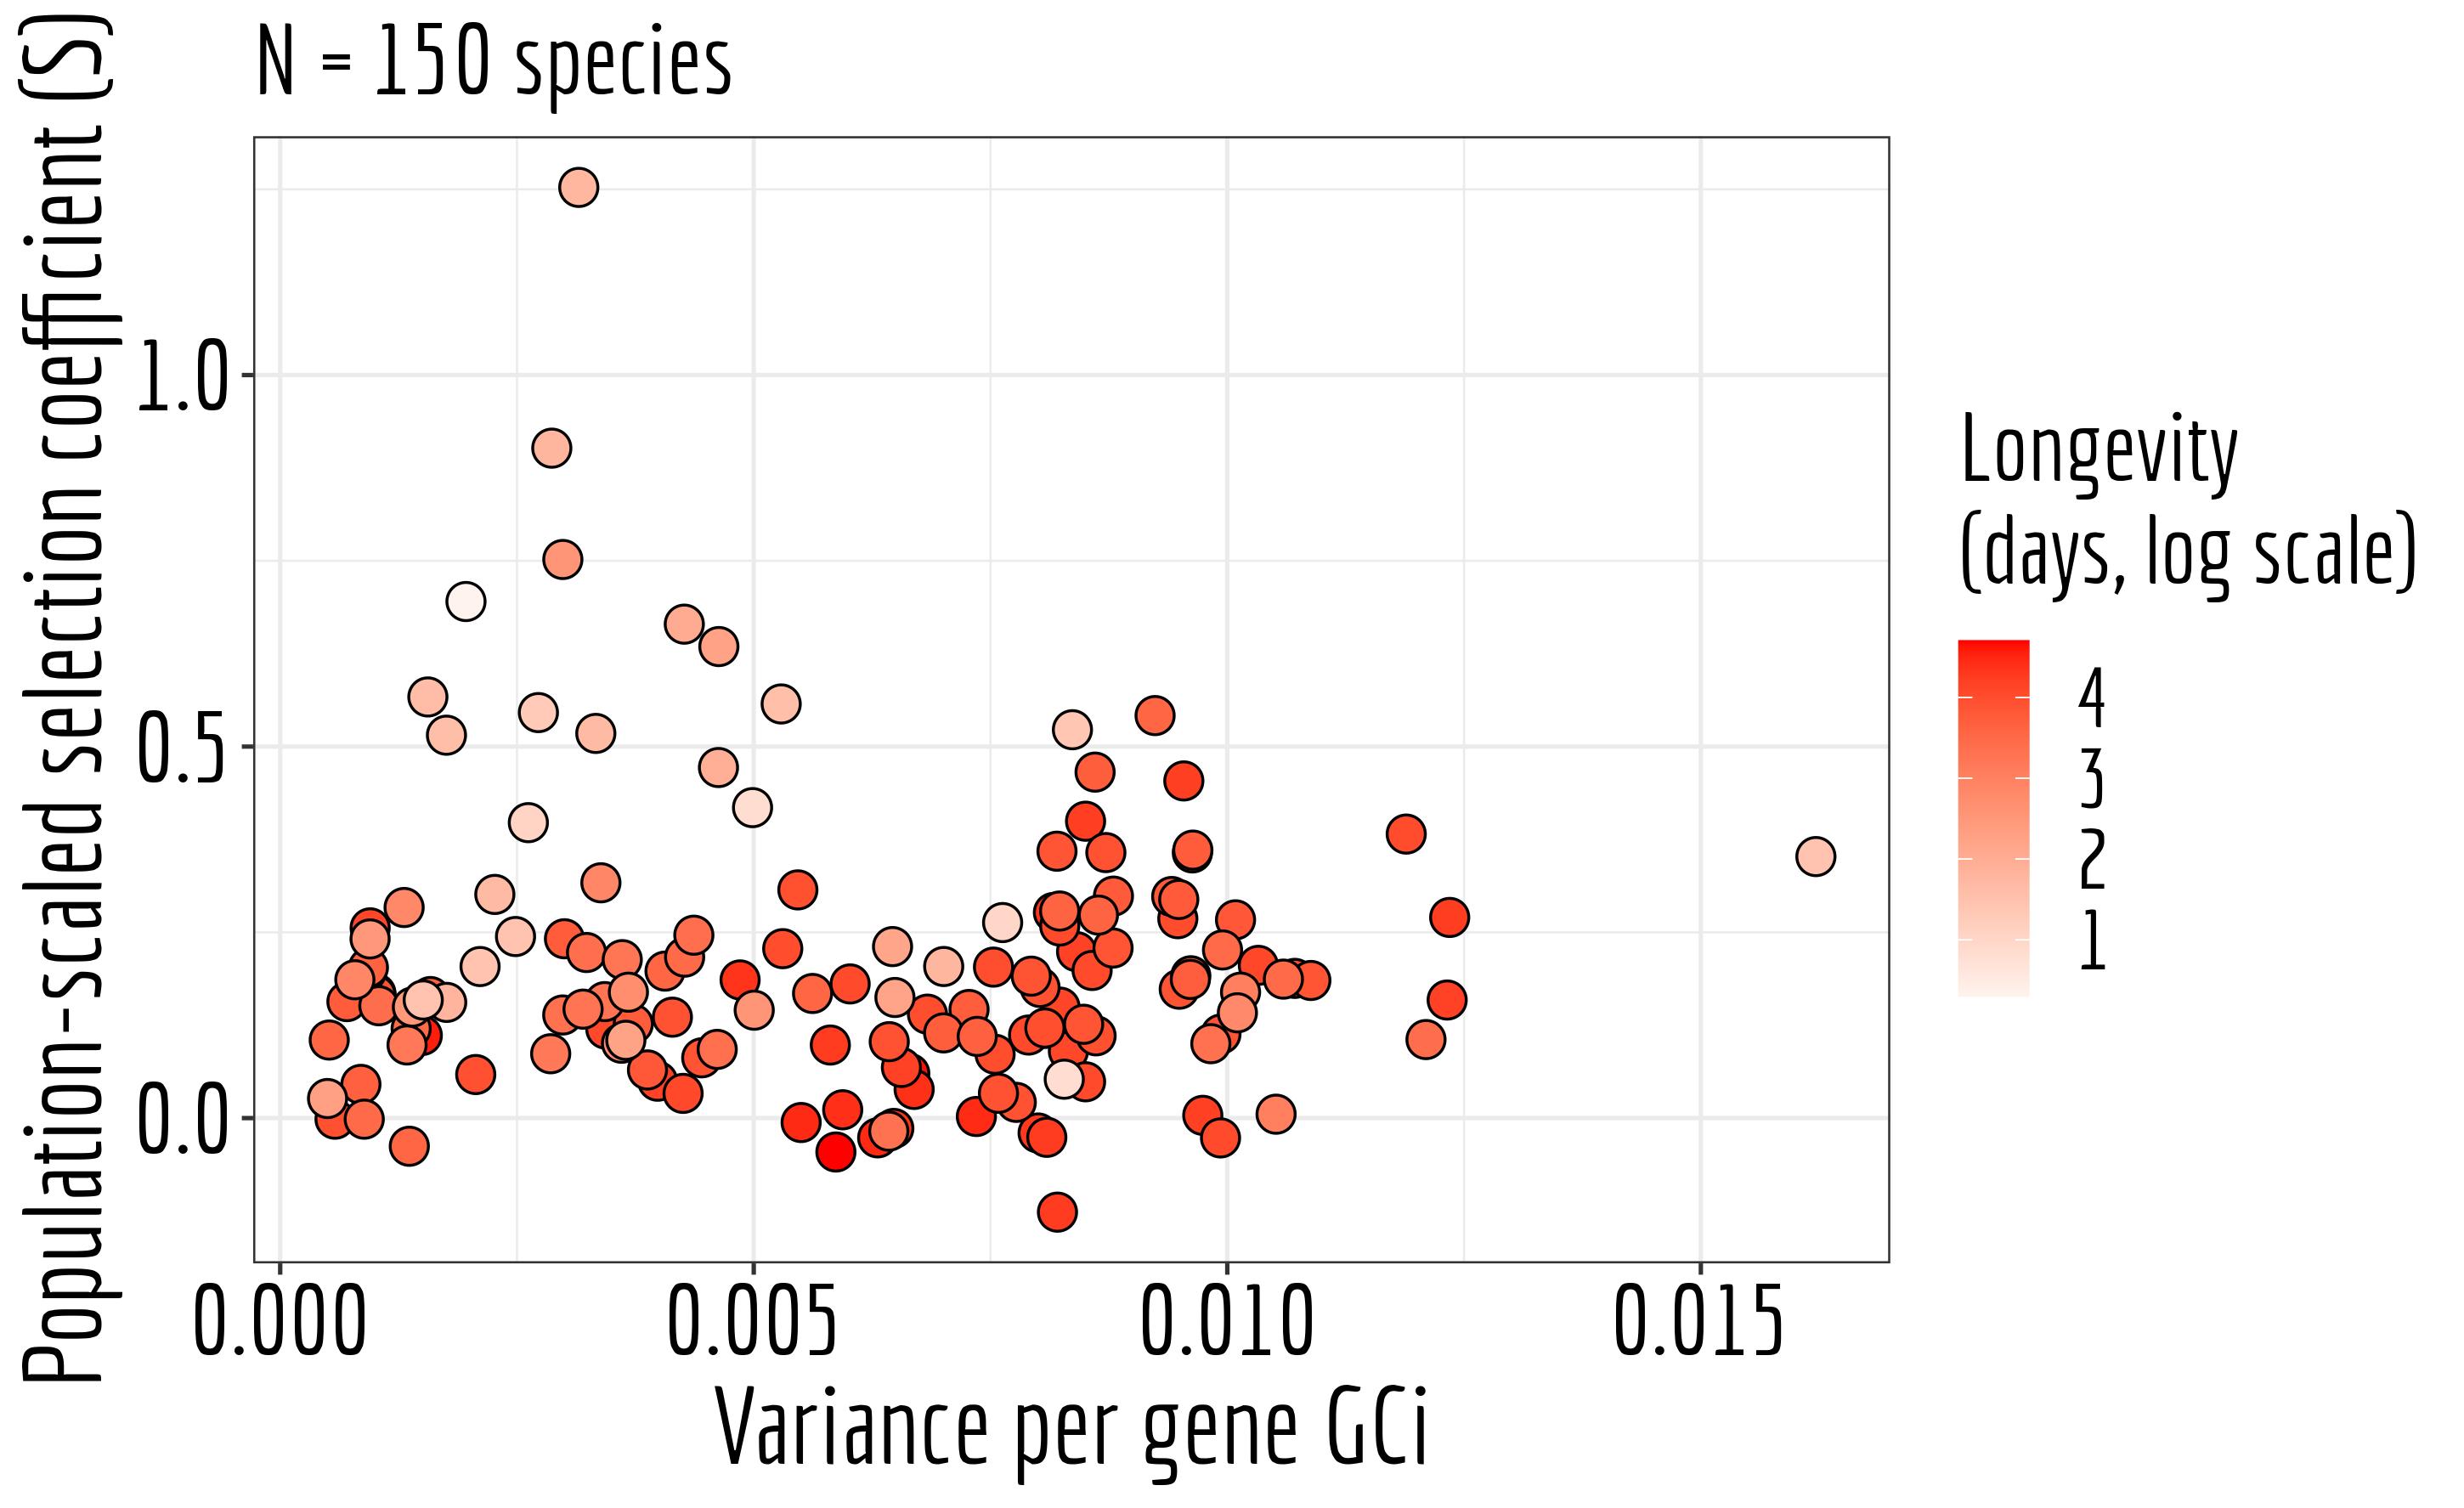 N = 150 species
Population-scaled selection coefficient (S)
1.0
0.5
0.0
0.000
0.005
0.010
0.015
Variance per gene GCi
Longevity
(days, log scale)
4
3
2
1